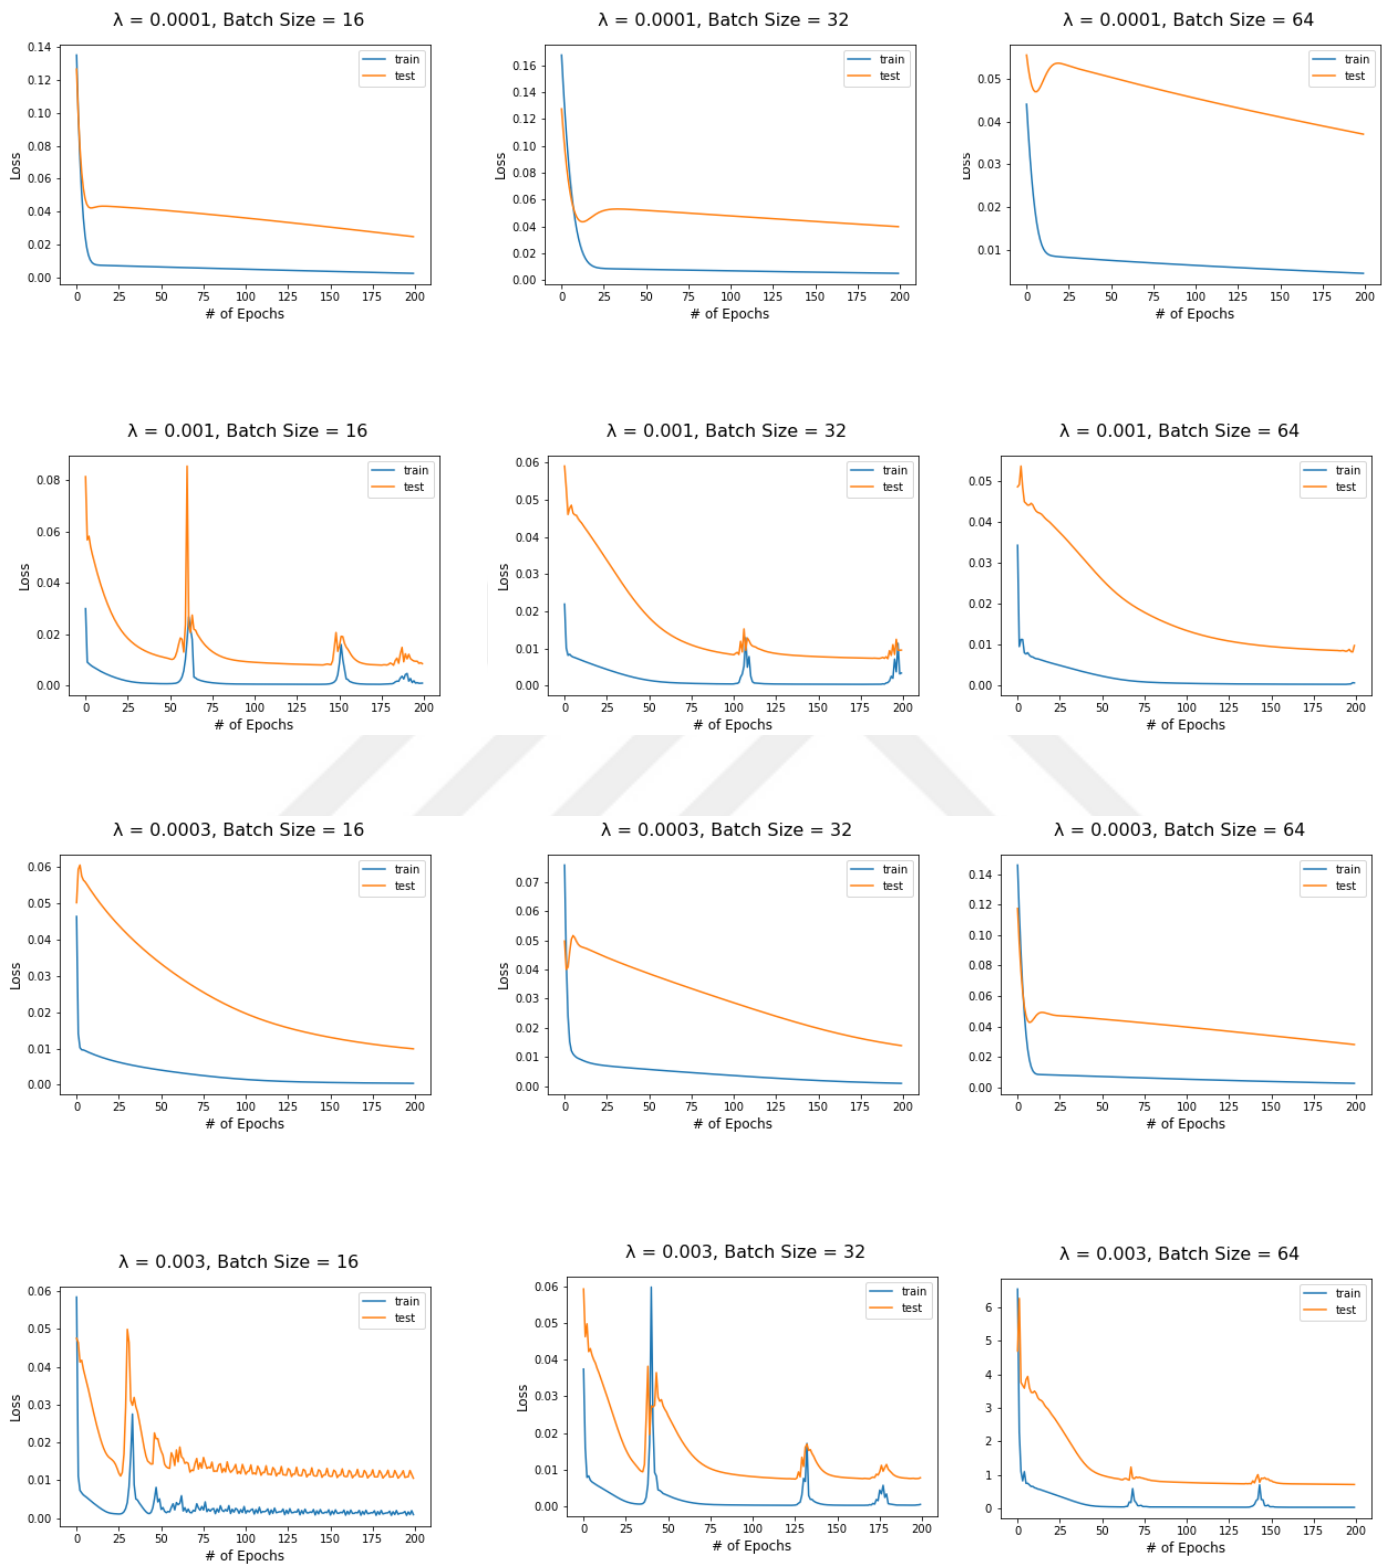 λ = 0.0001, Batch Size = 16
0.14
0.12
0.10
0.08
0.06
0.04
0.02
0.00
Loss
train
test
0 25 50 75 100 125 150 175 200
# of Epochs
λ = 0.0001, Batch Size = 32
0.16
0.14
0.12
0.10
0.08
0.06
0.04
0.02
0.00
Loss
train
test
0 25 50 75 100 125 150 175 200
# of Epochs
λ = 0.0001, Batch Size = 64
0.05
0.04
0.03
0.02
0.01
Loss
train
test
0 25 50 75 100 125 150 175 200
# of Epochs
λ = 0.001, Batch Size = 16
0.08
0.06
0.04
0.02
0.00
Loss
train
test
0 25 50 75 100 125 150 175 200
# of Epochs
λ = 0.001, Batch Size = 32
0.06
0.05
0.04
0.03
0.02
0.01
0.00
Loss
train
test
0 25 50 75 100 125 150 175 200
# of Epochs
λ = 0.001, Batch Size = 64
0.05
0.04
0.03
0.02
0.01
0.00
train
test
0 25 50 75 100 125 150 175 200
# of Epochs
λ = 0.0003, Batch Size = 16
0.06
0.05
0.04
0.03
0.02
0.01
0.00
Loss
train
test
0 25 50 75 100 125 150 175 200
# of Epochs
λ = 0.0003, Batch Size = 32
0.07
0.06
0.05
0.04
0.03
0.02
0.01
0.00
Loss
train
test
0 25 50 75 100 125 150 175 200
# of Epochs
λ = 0.0003, Batch Size = 64
0.14
0.12
0.10
0.08
0.06
0.04
0.02
0.00
train
test
0 25 50 75 100 125 150 175 200
# of Epochs
λ = 0.003, Batch Size = 16
0.06
0.05
0.04
0.03
0.02
0.01
0.00
Loss
train
test
0 25 50 75 100 125 150 175 200
# of Epochs
λ = 0.003, Batch Size = 32
0.06
0.05
0.04
0.03
0.02
0.01
0.00
Loss
train
test
0 25 50 75 100 125 150 175 200
# of Epochs
λ = 0.003, Batch Size = 64
6
5
4
3
2
1
0
train
test
0 25 50 75 100 125 150 175 200
# of Epochs